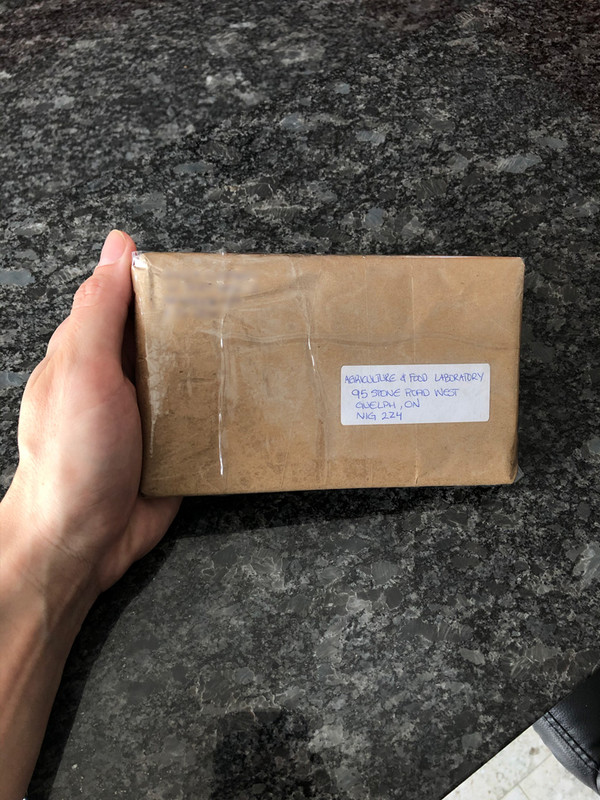 AGRICULTURE & FOOD LABORATORY
95 STONE ROAD WEST
GUELPH, ON
N1G 2Z4